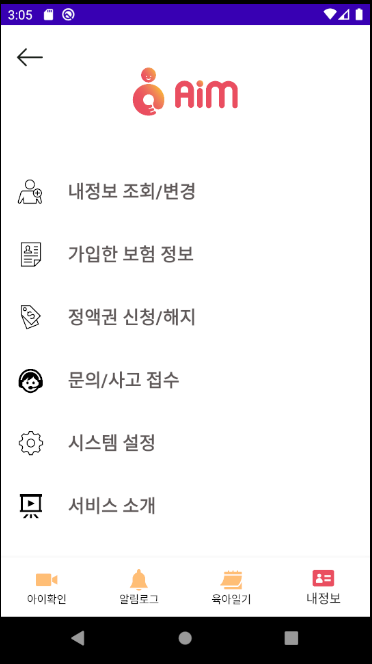 3:05
AiM
내정보 조회/변경
가입한 보험 정보
정액권 신청/해지
문의/사고 접수
시스템 설정
서비스 소개
아이확인 알림로그 육아일기 내정보